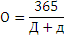 О = 365
Д + д